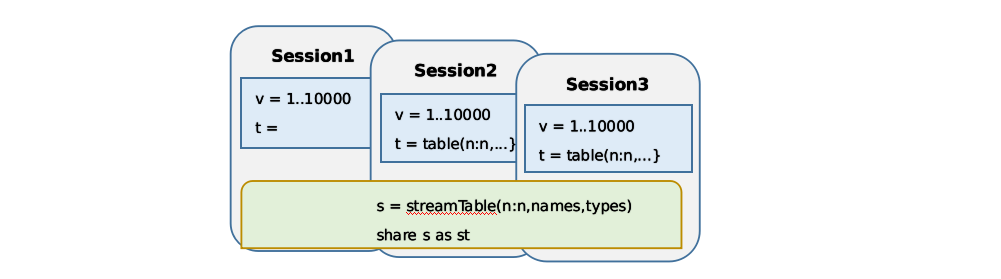 Session1
v = 1..10000
t =
Session2
v = 1..10000
t = table(n:n,...}
Session3
v = 1..10000
t = table(n:n,...}
s = streamTable(n:n,names,types)
share s as st